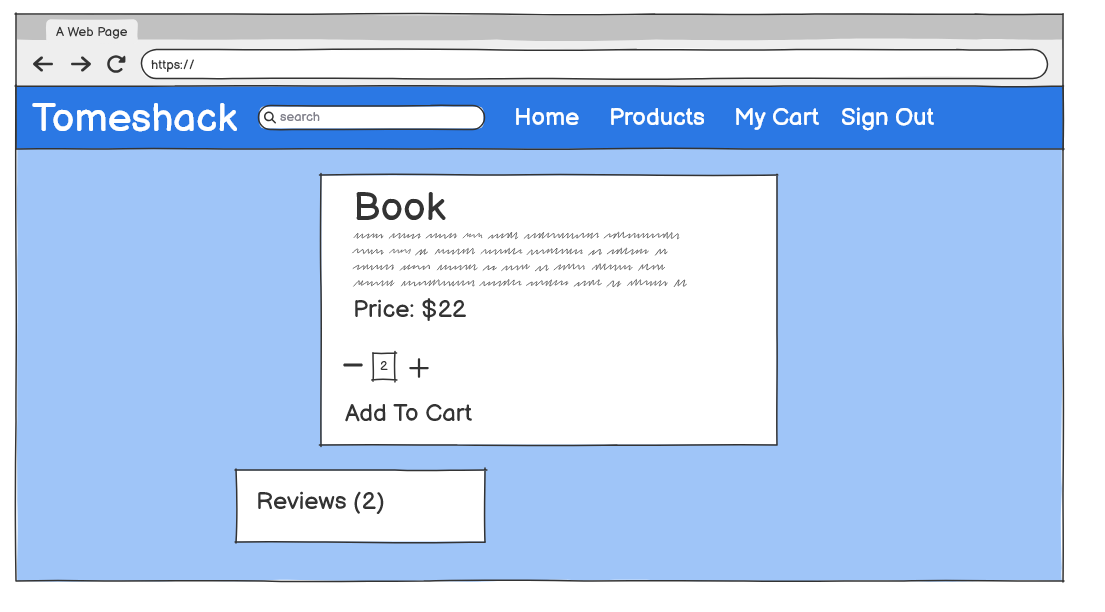 A Web Page
https://
Tomeshack search Home Products My Cart Sign Out
Book
Price: $22
2
Add To Cart
Reviews (2)